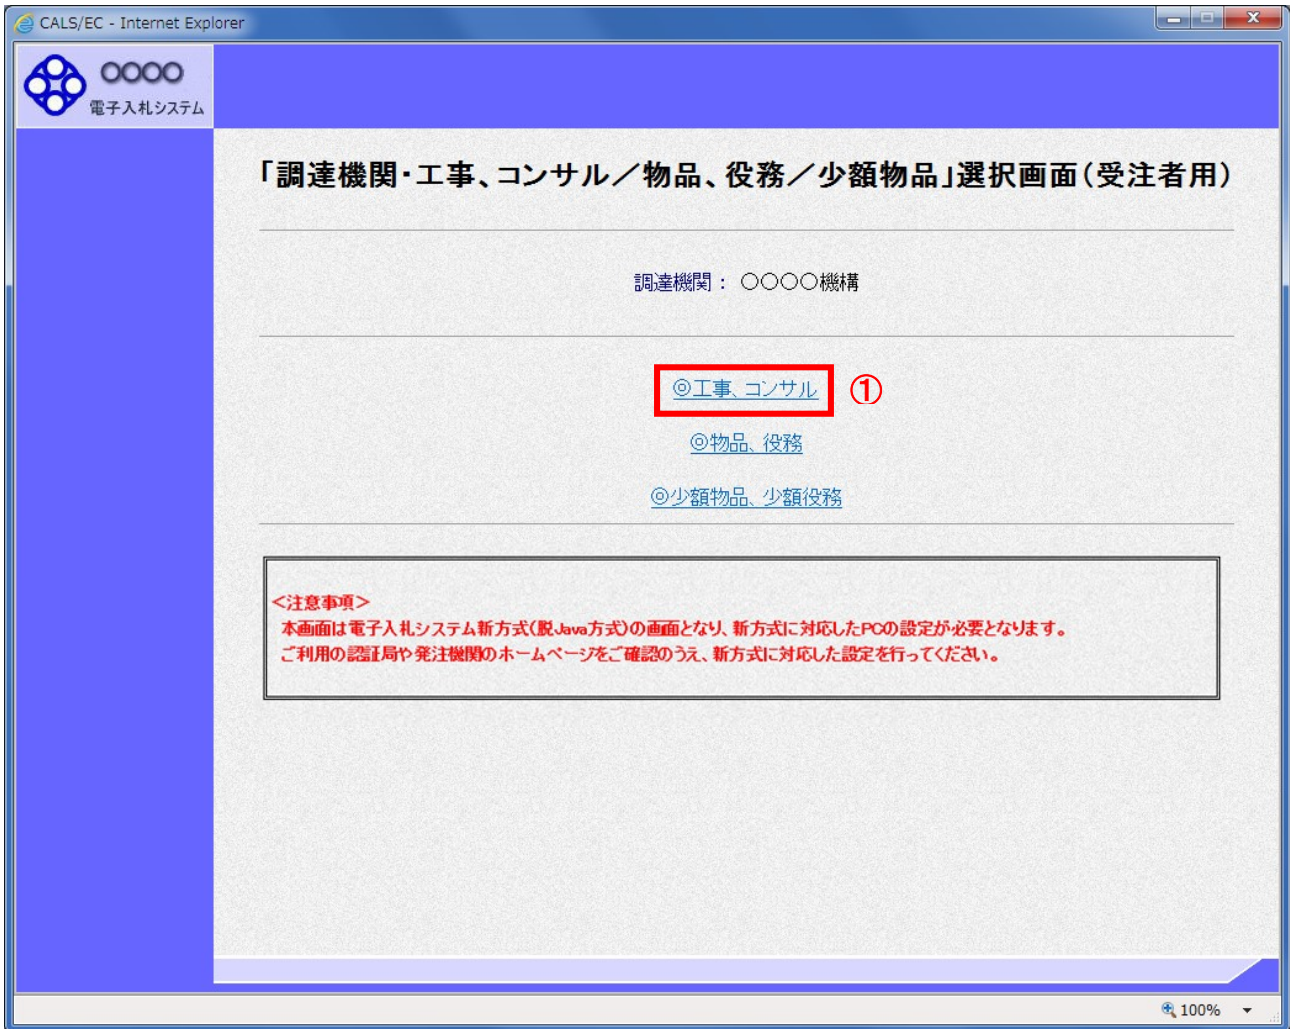 CALS/EC - Internet Explorer
○○○○
電子入札システム
「調達機関・工事、コンサル／物品、役務／少額物品」選択画面（受注者用）
調達機関： ○○○○機構
◎工事、コンサル ①
◎物品、役務
◎少額物品、少額役務
＜注意事項＞
本画面は電子入札システム新方式(脱Java方式)の画面となり、新方式に対応したPCの設定が必要となります。
ご利用の認証局や発注機関のホームページをご確認のうえ、新方式に対応した設定を行ってください。
100%